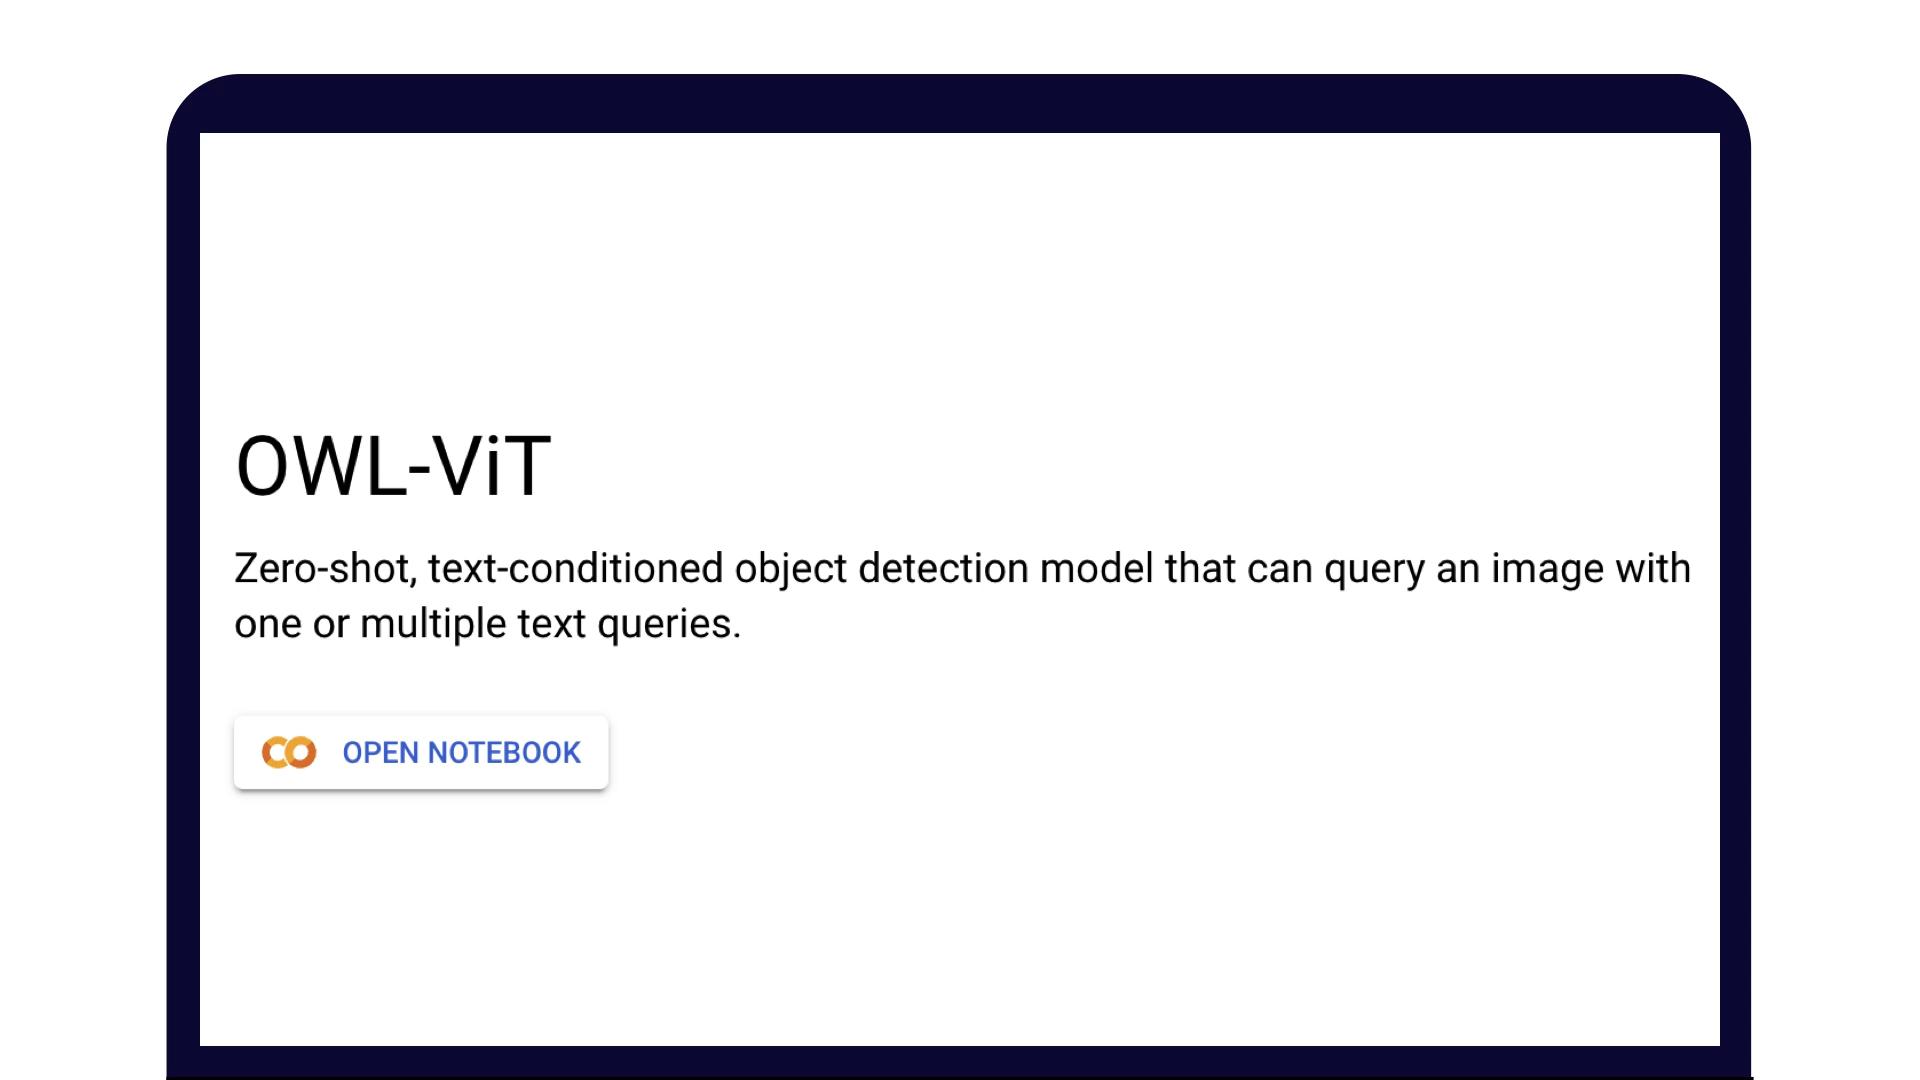 OWL-ViT
Zero-shot, text-conditioned object detection model that can query an image with
one or multiple text queries.
OPEN NOTEBOOK